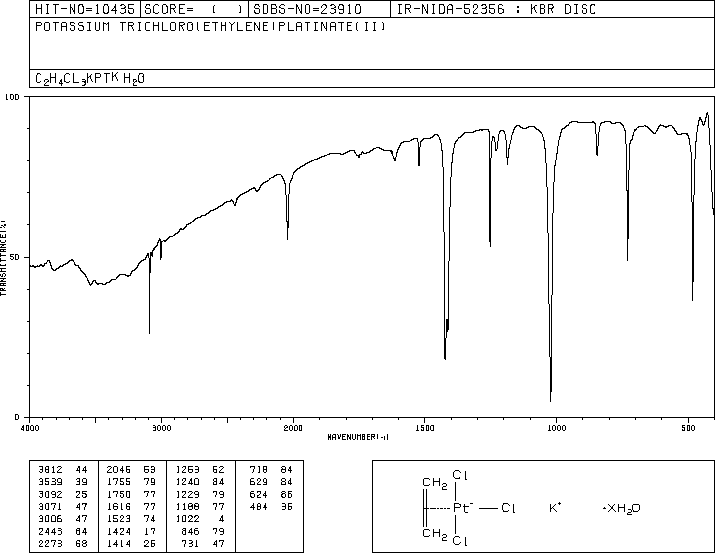 HIT-NO=10435 SCORE= ( ) SDBS-NO=23910 IR-NIDA-52356 : KBR DISC
POTASSIUM TRICHLORO(ETHYLENE)PLATINATE(II)
C2H4CL3KPTK H2O
100
50
0
TRANSMITTANCE(%)
4000 3000 2000 1500 1000 500
WAVENUMBER(-1)
3812 44 2046 53 1253 52 718 84
3539 39 1755 79 1240 84 629 84
3092 25 1750 77 1229 79 624 86
3071 47 1616 77 1188 77 484 35
3006 47 1523 74 1022 4
2443 64 1424 17 846 79
2273 68 1414 26 731 47
Cl
CH2
Pt- Cl K+ ·XH2O
CH2
Cl